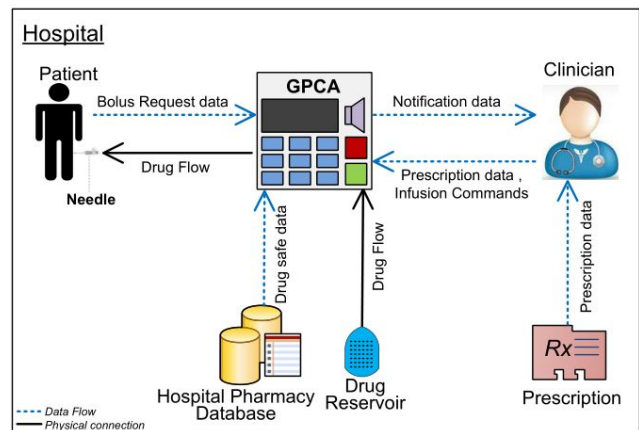 Hospital
Patient
GPCA
Clinician
Bolus Request data
Notification data
Drug Flow
Prescription data ,
Infusion Commands
Needle
Drug safe data
Drug Flow
Prescription data
Rx
Hospital Pharmacy
Database
Drug
Reservoir
Prescription
Data Flow
Physical connection